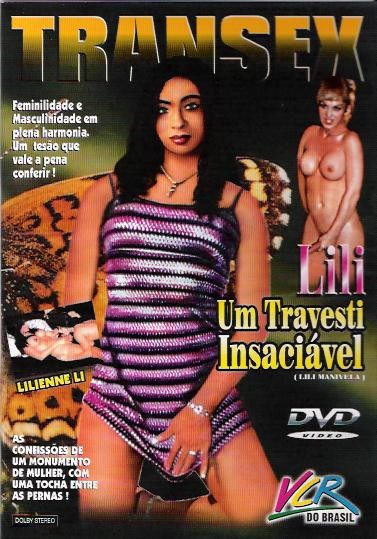 TRANSEX
Feminilidade e
Masculinidade em
plena harmonia.
Um tesão que
vale a pena
conferir !
Lili
Um Travesti
Insaciável
( LILI MANIVELA )
LILIENNE LI
AS
CONFISSÕES DE
UM MONUMENTO
DE MULHER, COM
UMA TOCHA ENTRE
AS PERNAS !
DVD
VIDEO
DOLBY STEREO
VCR
DO BRASIL